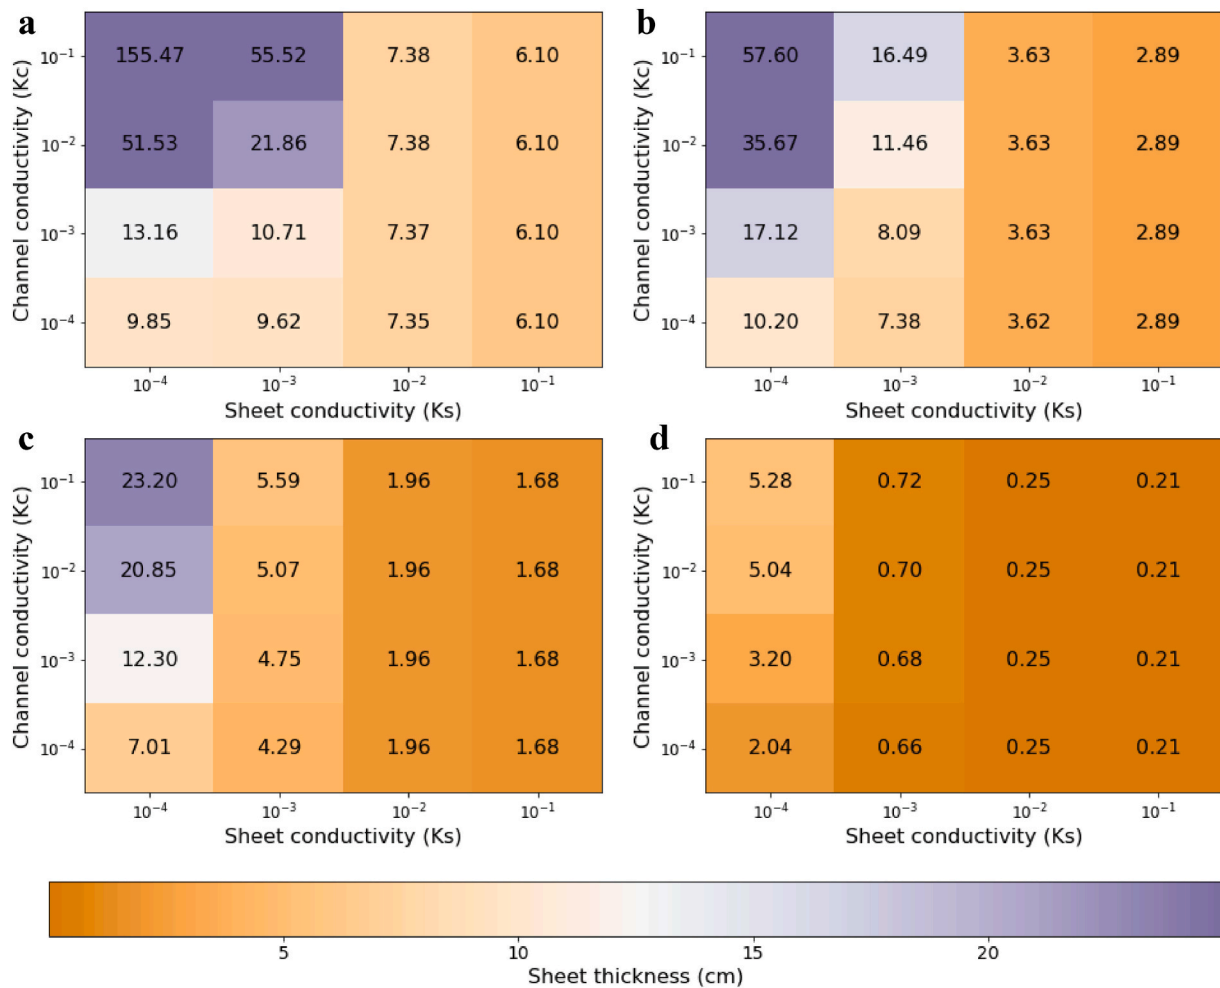 a
Channel conductivity (Kc)
10⁻¹ 155.47 55.52 7.38 6.10
10⁻² 51.53 21.86 7.38 6.10
10⁻³ 13.16 10.71 7.37 6.10
10⁻⁴ 9.85 9.62 7.35 6.10
10⁻⁴ 10⁻³ 10⁻² 10⁻¹
Sheet conductivity (Ks)
b
Channel conductivity (Kc)
10⁻¹ 57.60 16.49 3.63 2.89
10⁻² 35.67 11.46 3.63 2.89
10⁻³ 17.12 8.09 3.63 2.89
10⁻⁴ 10.20 7.38 3.62 2.89
10⁻⁴ 10⁻³ 10⁻² 10⁻¹
Sheet conductivity (Ks)
c
Channel conductivity (Kc)
10⁻¹ 23.20 5.59 1.96 1.68
10⁻² 20.85 5.07 1.96 1.68
10⁻³ 12.30 4.75 1.96 1.68
10⁻⁴ 7.01 4.29 1.96 1.68
10⁻⁴ 10⁻³ 10⁻² 10⁻¹
Sheet conductivity (Ks)
d
Channel conductivity (Kc)
10⁻¹ 5.28 0.72 0.25 0.21
10⁻² 5.04 0.70 0.25 0.21
10⁻³ 3.20 0.68 0.25 0.21
10⁻⁴ 2.04 0.66 0.25 0.21
10⁻⁴ 10⁻³ 10⁻² 10⁻¹
Sheet conductivity (Ks)
5 10 15 20
Sheet thickness (cm)